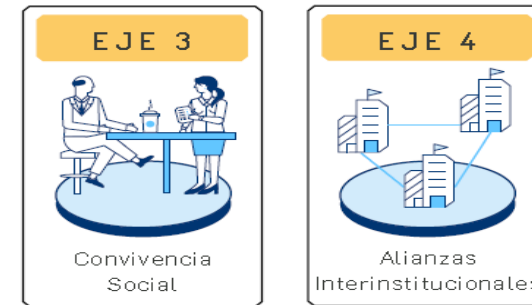 EJE 3
Convivencia
Social
EJE 4
Alianzas
Interinstitucionales